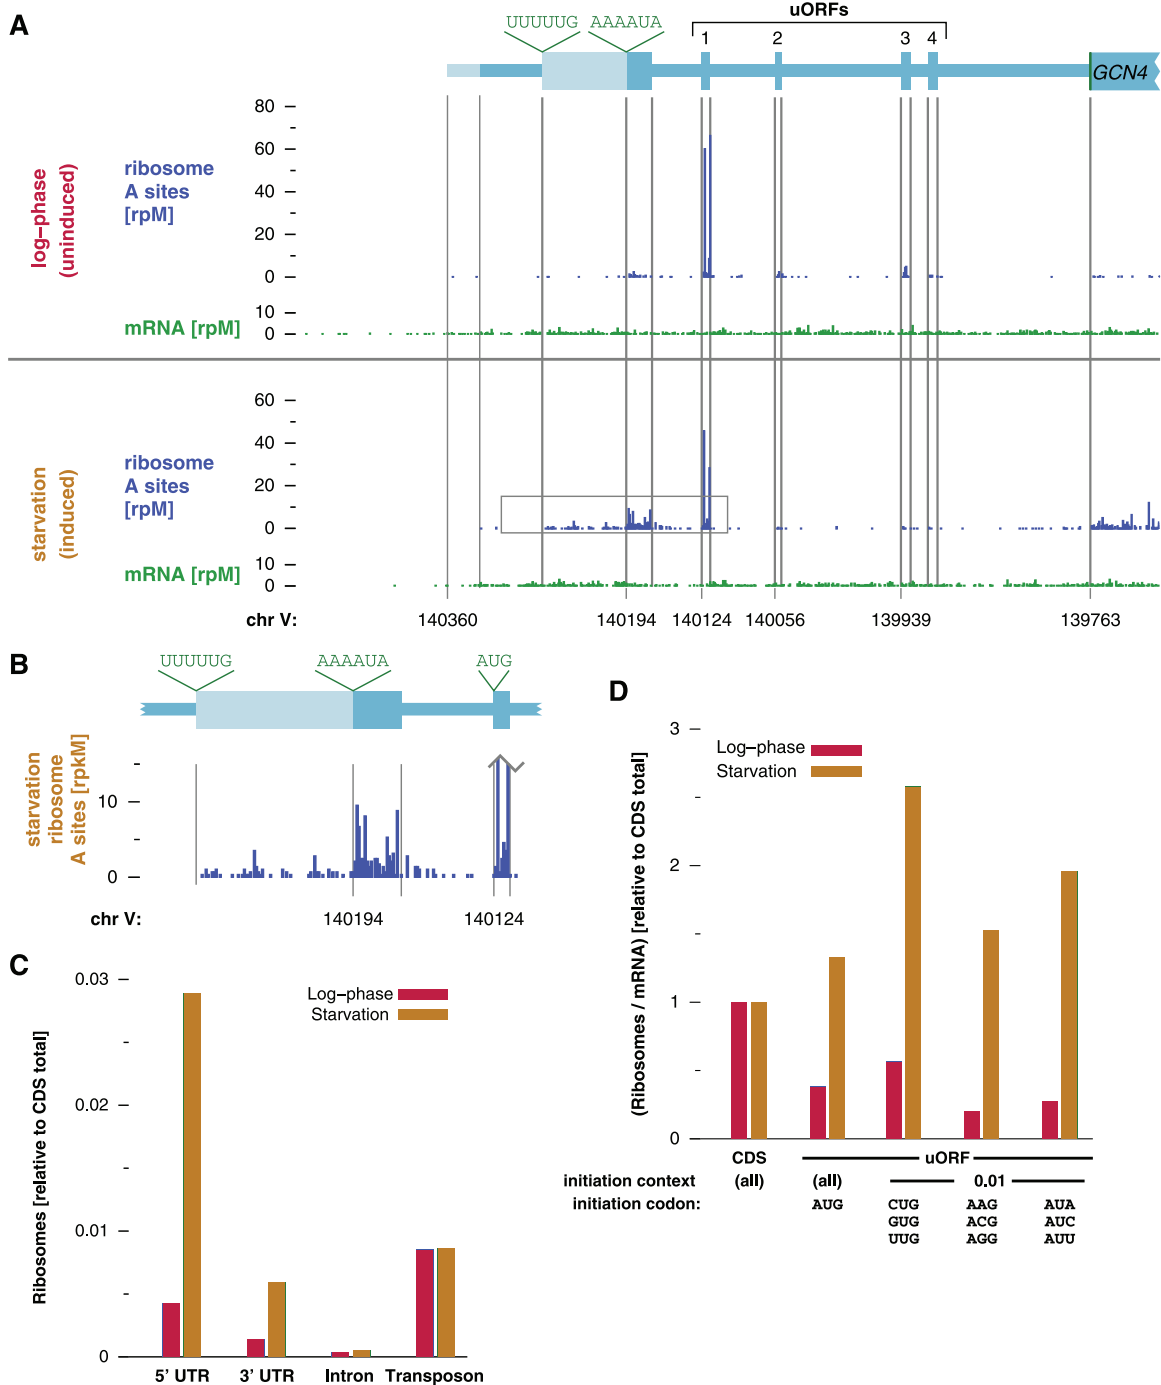 A
UUUUUG AAAAUA
uORFs
1 2 3 4
GCN4
80
60
40
20
0
log–phase
(uninduced)
ribosome
A sites
[rpM]
10
0
mRNA [rpM]
60
40
20
0
starvation
(induced)
ribosome
A sites
[rpM]
10
0
mRNA [rpM]
chr V: 140360 140194 140124 140056 139939 139763
B
UUUUUG AAAAUA AUG
starvation
ribosome
A sites [rpkM]
10
0
chr V: 140194 140124
C
Ribosomes [relative to CDS total]
0.03
0.02
0.01
0
Log–phase
Starvation
5' UTR 3' UTR Intron Transposon
D
(Ribosomes / mRNA) [relative to CDS total]
3
2
1
0
Log–phase
Starvation
CDS uORF
initiation context (all) (all) 0.01
initiation codon: AUG CUG AAG AUA
GUG ACG AUC
UUG AGG AUU